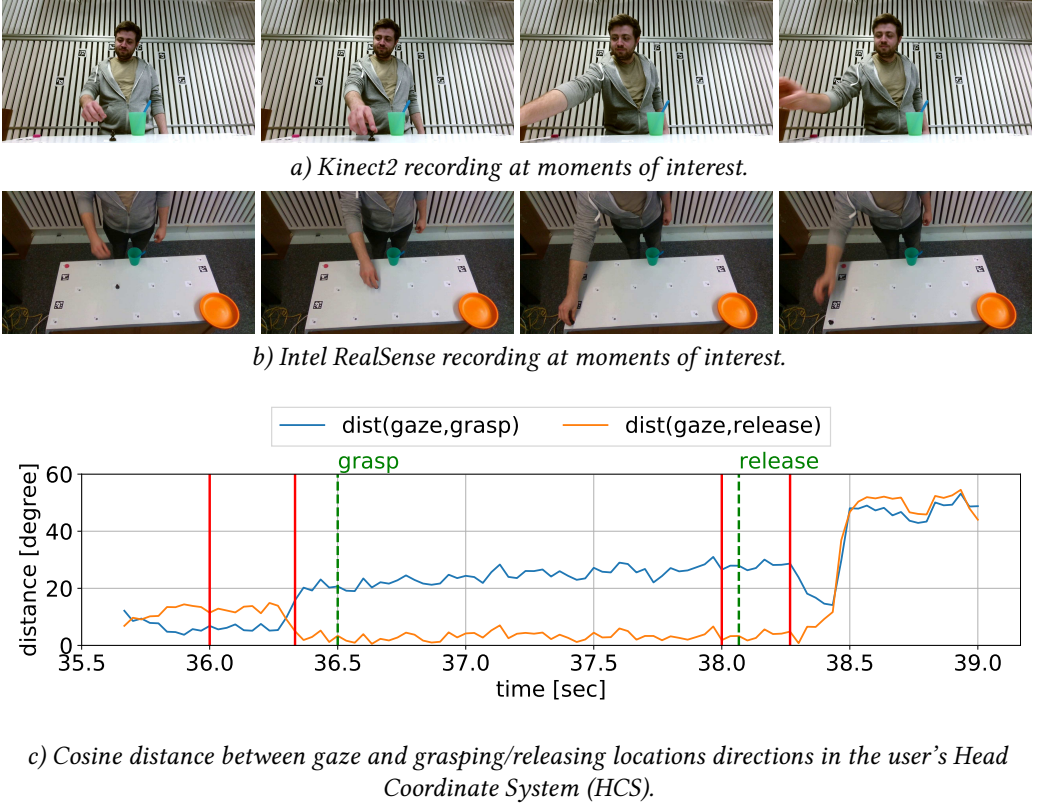 a) Kinect2 recording at moments of interest.
b) Intel RealSense recording at moments of interest.
dist(gaze,grasp) dist(gaze,release)
grasp release
distance [degree]
60
40
20
0
35.5 36.0 36.5 37.0 37.5 38.0 38.5 39.0
time [sec]
c) Cosine distance between gaze and grasping/releasing locations directions in the user's Head
Coordinate System (HCS).